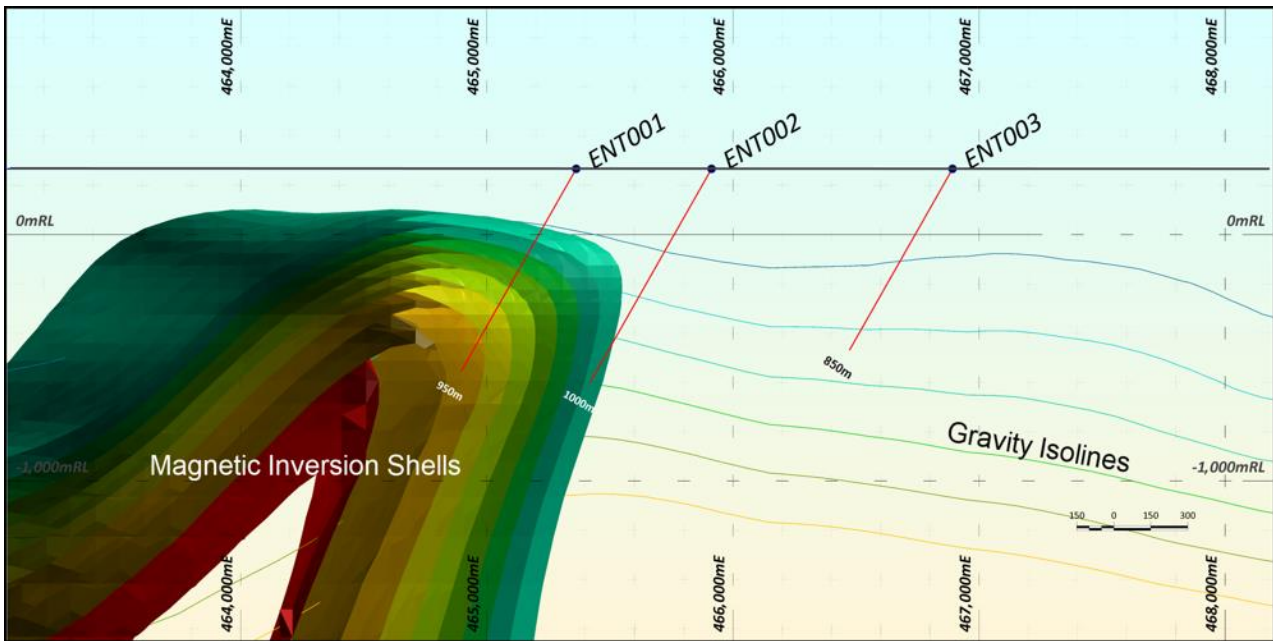 464,000mE
465,000mE
466,000mE
467,000mE
468,000mE
ENT001
ENT002
ENT003
0mRL
0mRL
850m
950m
1000m
Gravity Isolines
Magnetic Inversion Shells
-1,000mRL
-1,000mRL
150 0 150 300
464,000mE
465,000mE
466,000mE
467,000mE
468,000mE